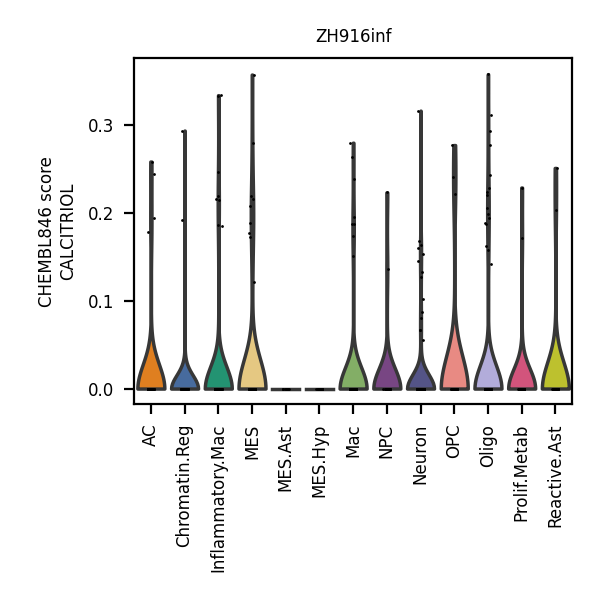 ZH916inf
CHEMBL846 score
CALCITRIOL
0.3
0.2
0.1
0.0
AC
Chromatin.Reg
Inflammatory.Mac
MES
MES.Ast
MES.Hyp
Mac
NPC
Neuron
OPC
Oligo
Prolif.Metab
Reactive.Ast